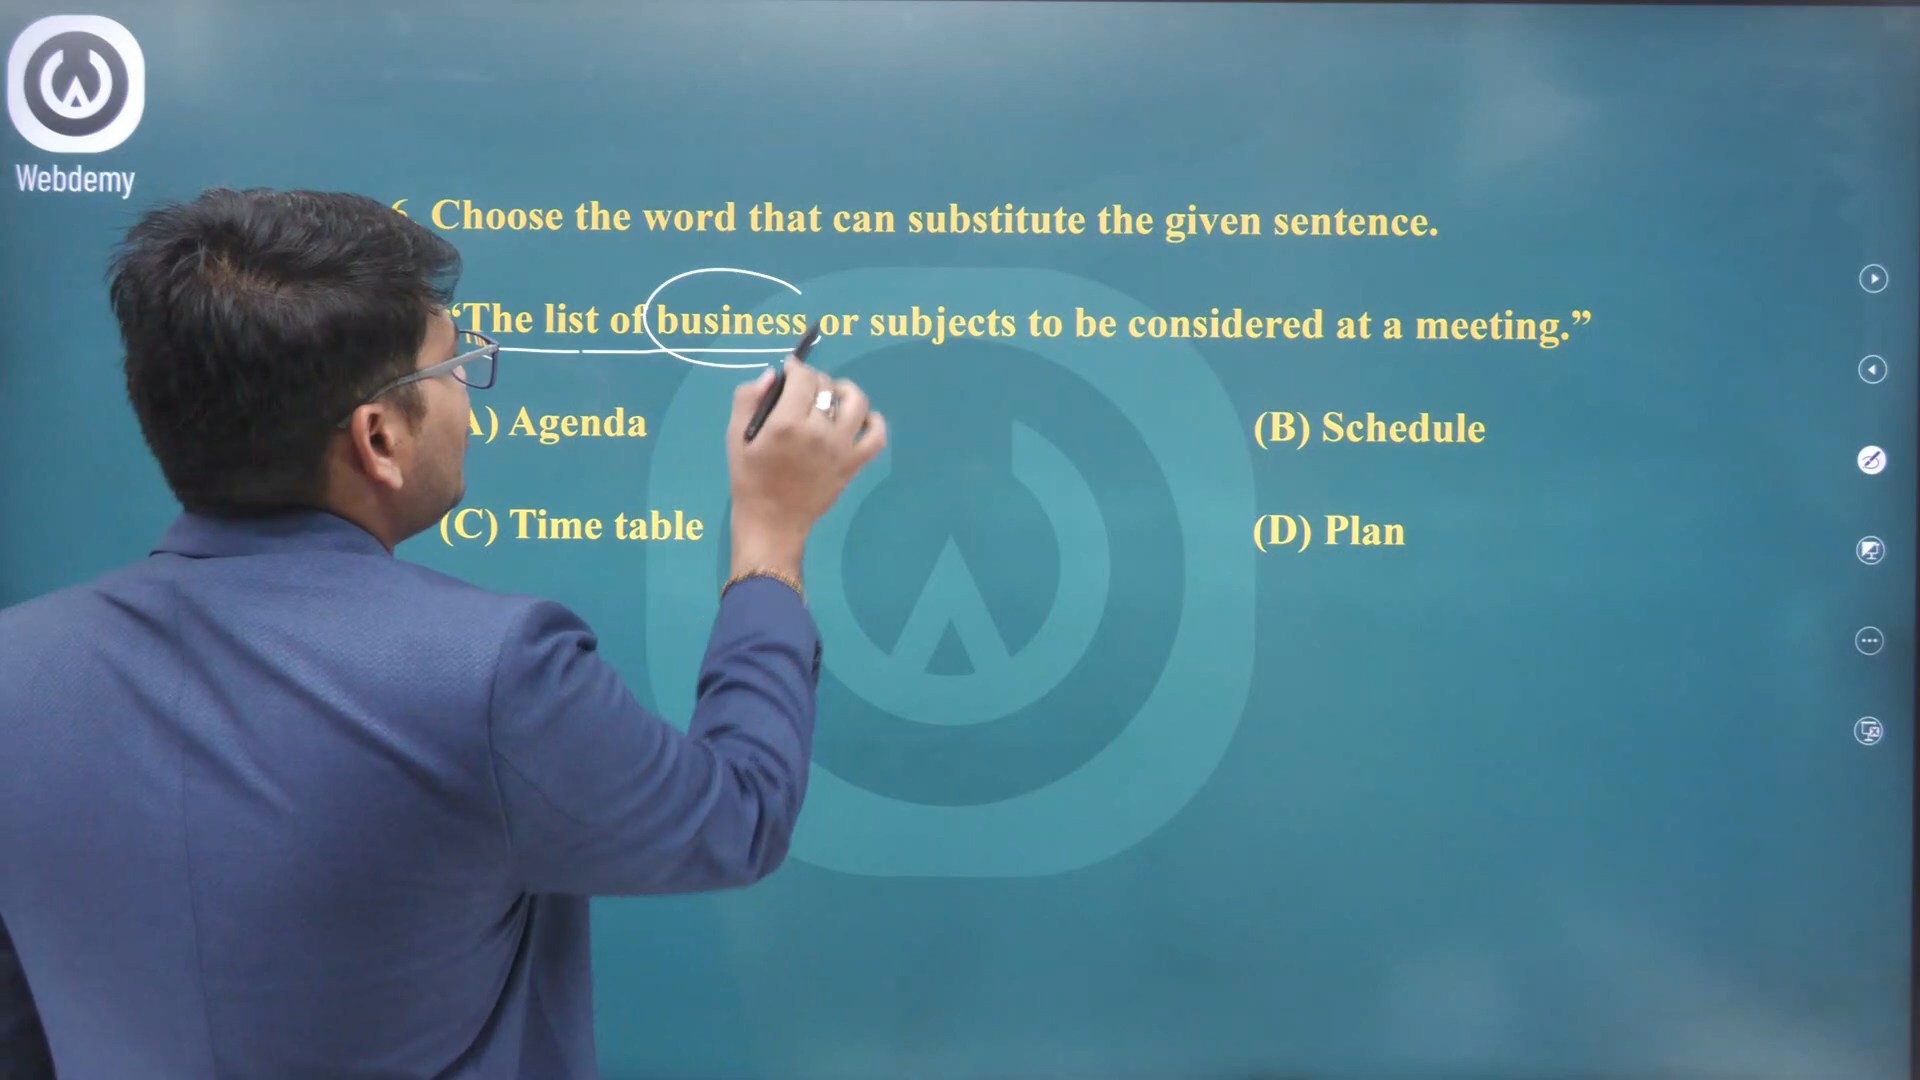 Webdemy
6 Choose the word that can substitute the given sentence.
“The list of business or subjects to be considered at a meeting.”
A) Agenda
(B) Schedule
(C) Time table
(D) Plan